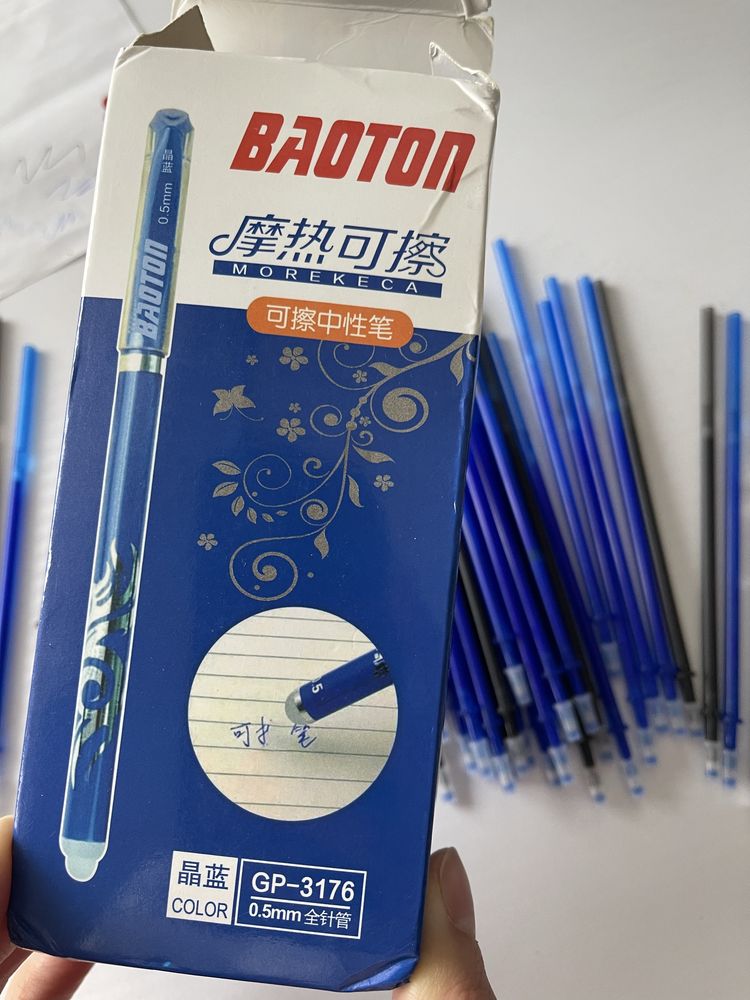 BAOTON
摩热可擦
MOREKECA
可擦中性笔
晶蓝
0.5mm
BAOTON
.5
可 笔
晶蓝
COLOR
GP-3176
0.5mm 全针管